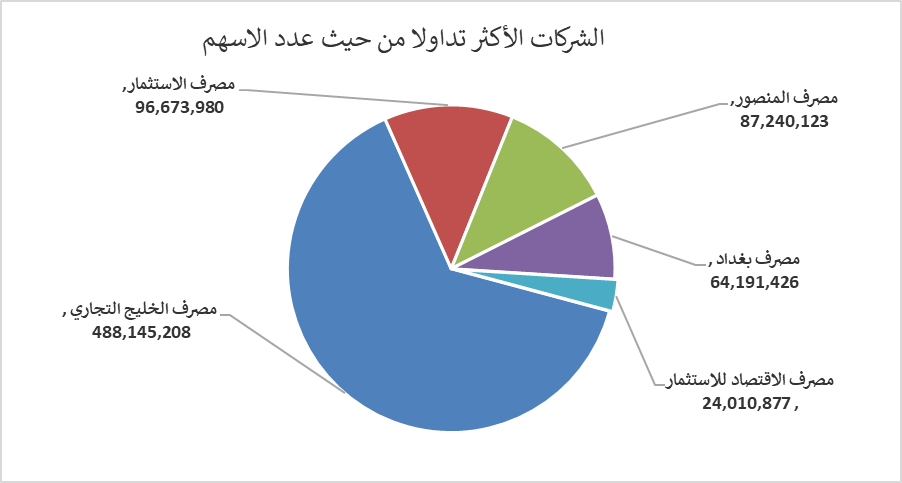 الشركات الأكثر تداولا من حيث عدد الاسهم
مصرف الاستثمار,
96,673,980
مصرف المنصور,
87,240,123
مصرف بغداد ,
64,191,426
مصرف الخليج التجاري ,
488,145,208
مصرف الاقتصاد للاستثمار
, 24,010,877